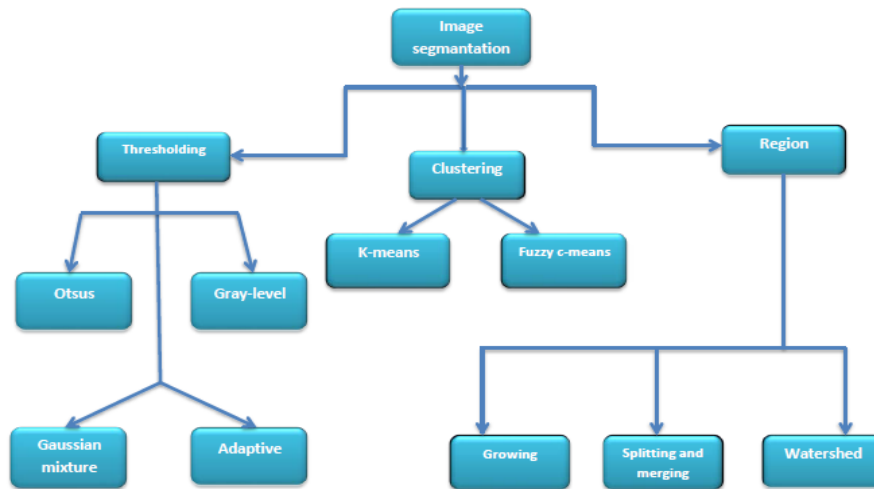 Image
segmantation
Thresholding
Clustering
Region
K-means
Fuzzy c-means
Otsus
Gray-level
Gaussian
mixture
Adaptive
Growing
Splitting and
merging
Watershed